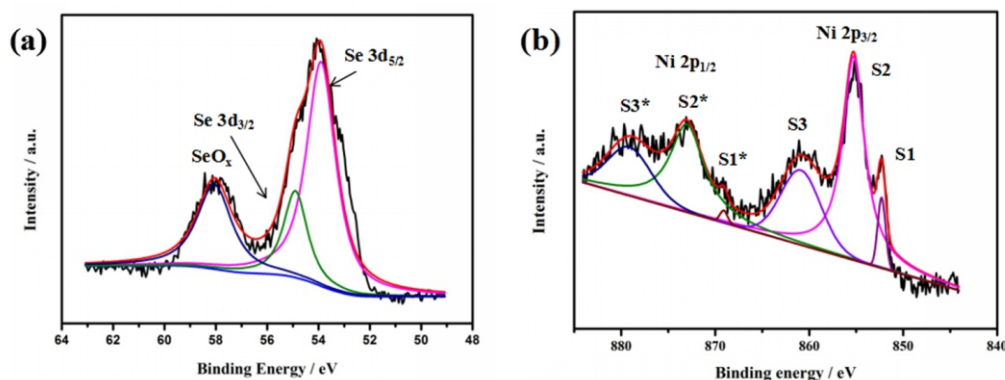 (a)
Se 3d5/2
Se 3d3/2
SeOx
Intensity / a.u.
64 62 60 58 56 54 52 50 48
Binding Energy / eV
(b)
Ni 2p3/2
Ni 2p1/2
S2
S3*
S2*
S3
S1*
S1
Intensity / a.u.
880 870 860 850 840
Binding energy / eV